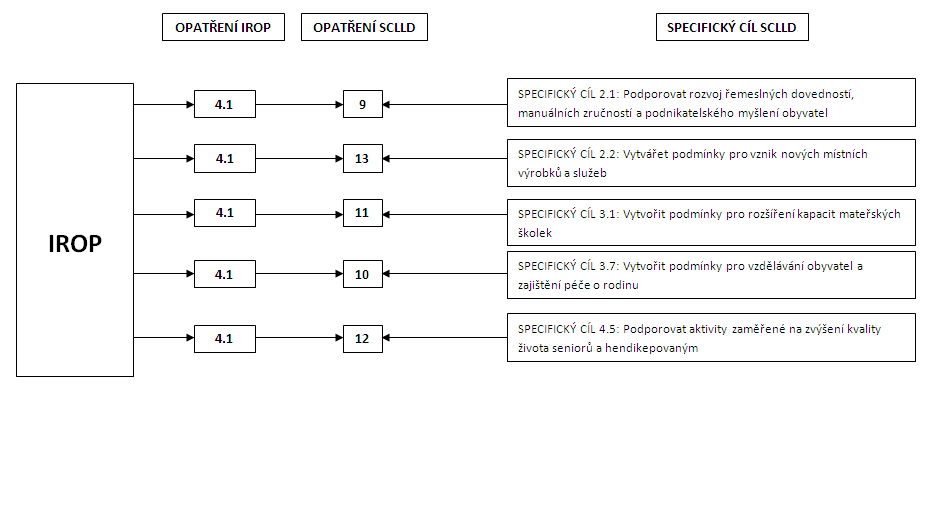 OPATŘENÍ IROP
OPATŘENÍ SCLLD
SPECIFICKÝ CÍL SCLLD
IROP
4.1
9
SPECIFICKÝ CÍL 2.1: Podporovat rozvoj řemeslných dovedností,
manuálních zručností a podnikatelského myšlení obyvatel
4.1
13
SPECIFICKÝ CÍL 2.2: Vytvářet podmínky pro vznik nových místních
výrobků a služeb
4.1
11
SPECIFICKÝ CÍL 3.1: Vytvořit podmínky pro rozšíření kapacit mateřských
školek
4.1
10
SPECIFICKÝ CÍL 3.7: Vytvořit podmínky pro vzdělávání obyvatel a
zajištění péče o rodinu
4.1
12
SPECIFICKÝ CÍL 4.5: Podporovat aktivity zaměřené na zvýšení kvality
života seniorů a hendikepovaným